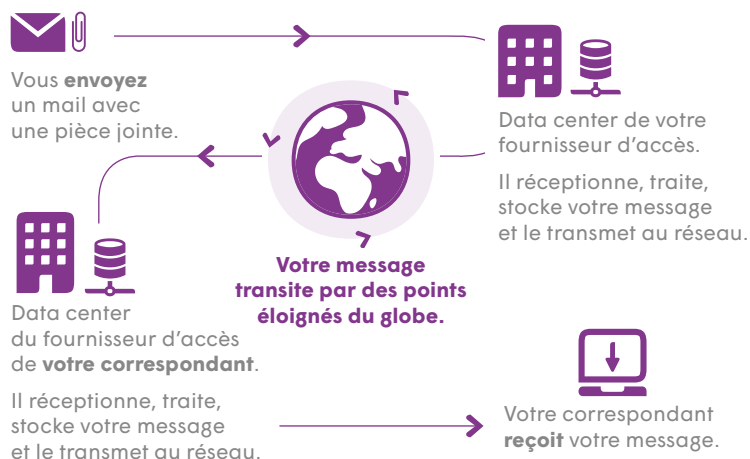 Vous envoyez
un mail avec
une pièce jointe.
Data center de votre
fournisseur d’accès.
Il réceptionne, traite,
stocke votre message
et le transmet au réseau.
Votre message
transite par des points
éloignés du globe.
Data center
du fournisseur d’accès
de votre correspondant.
Il réceptionne, traite,
stocke votre message
et le transmet au réseau.
Votre correspondant
reçoit votre message.